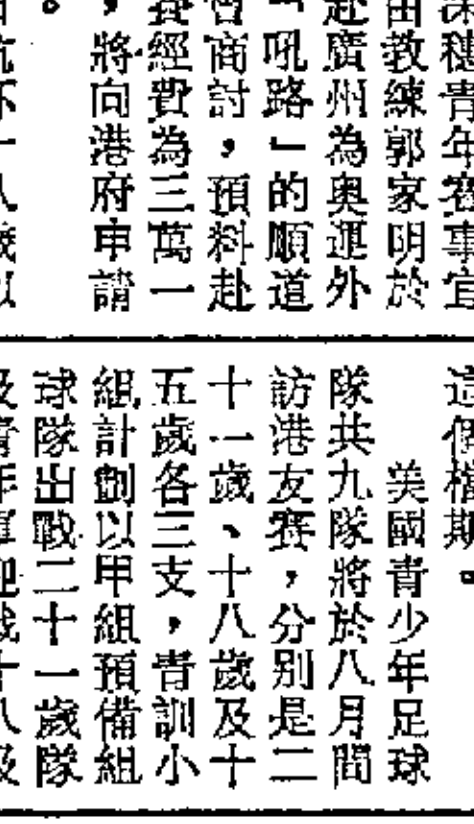 深穗青年賽事宜
由教練郭家明於
赴廣州為奧運外
「吼路」的順道
曾商討，預料赴
賽經費為三萬一
，將向港府申請
。
這個檔期。
美國青少年足球
隊共九隊將於八月間
訪港友賽，分別是二
十一歲、十八歲及十
五歲各三支，青訓小
組計劃以甲組預備組
球隊出戰二十一歲隊